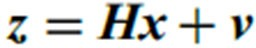 z = Hx + v